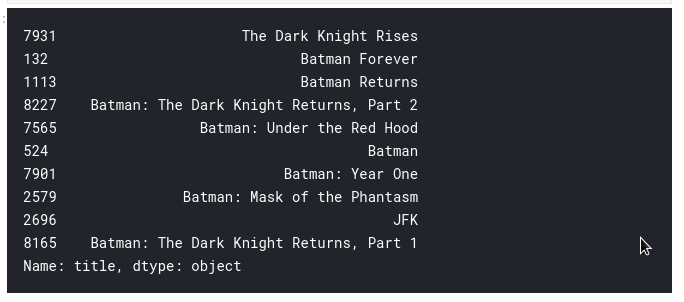 7931 The Dark Knight Rises
132 Batman Forever
1113 Batman Returns
8227 Batman: The Dark Knight Returns, Part 2
7565 Batman: Under the Red Hood
524 Batman
7901 Batman: Year One
2579 Batman: Mask of the Phantasm
2696 JFK
8165 Batman: The Dark Knight Returns, Part 1
Name: title, dtype: object